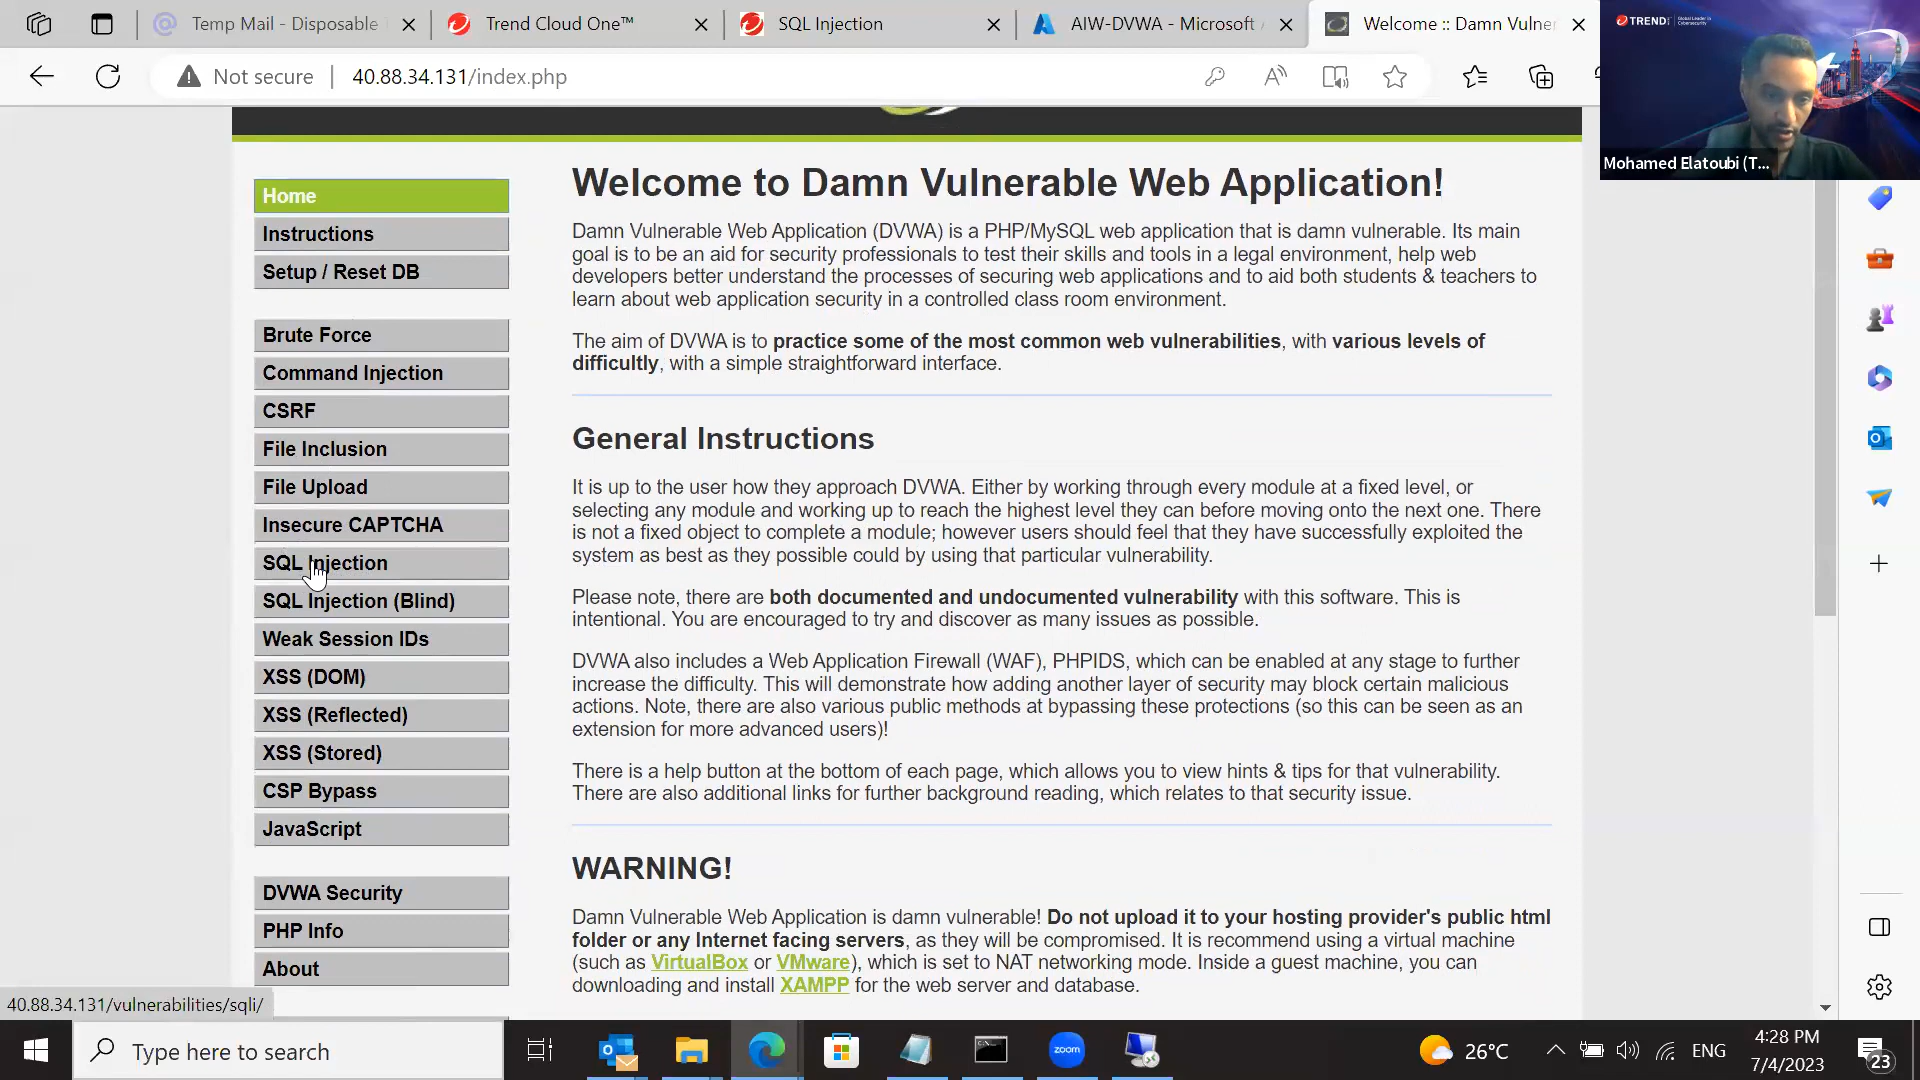 Temp Mail - Disposable
Trend Cloud One™
SQL Injection
AIW-DVWA - Microsoft
Welcome :: Damn Vulner
Not secure
40.88.34.131/index.php
TREND
Global Leader in Cybersecurity
Mohamed Elatoubi (T...
Home
Instructions
Setup / Reset DB
Brute Force
Command Injection
CSRF
File Inclusion
File Upload
Insecure CAPTCHA
SQL Injection
SQL Injection (Blind)
Weak Session IDs
XSS (DOM)
XSS (Reflected)
XSS (Stored)
CSP Bypass
JavaScript
DVWA Security
PHP Info
About
Welcome to Damn Vulnerable Web Application!
Damn Vulnerable Web Application (DVWA) is a PHP/MySQL web application that is damn vulnerable. Its main
goal is to be an aid for security professionals to test their skills and tools in a legal environment, help web
developers better understand the processes of securing web applications and to aid both students & teachers to
learn about web application security in a controlled class room environment.
The aim of DVWA is to practice some of the most common web vulnerabilities, with various levels of
difficultly, with a simple straightforward interface.
General Instructions
It is up to the user how they approach DVWA. Either by working through every module at a fixed level, or
selecting any module and working up to reach the highest level they can before moving onto the next one. There
is not a fixed object to complete a module; however users should feel that they have successfully exploited the
system as best as they possible could by using that particular vulnerability.
Please note, there are both documented and undocumented vulnerability with this software. This is
intentional. You are encouraged to try and discover as many issues as possible.
DVWA also includes a Web Application Firewall (WAF), PHPIDS, which can be enabled at any stage to further
increase the difficulty. This will demonstrate how adding another layer of security may block certain malicious
actions. Note, there are also various public methods at bypassing these protections (so this can be seen as an
extension for more advanced users)!
There is a help button at the bottom of each page, which allows you to view hints & tips for that vulnerability.
There are also additional links for further background reading, which relates to that security issue.
WARNING!
Damn Vulnerable Web Application is damn vulnerable! Do not upload it to your hosting provider's public html
folder or any Internet facing servers, as they will be compromised. It is recommend using a virtual machine
(such as VirtualBox or VMware), which is set to NAT networking mode. Inside a guest machine, you can
downloading and install XAMPP for the web server and database.
40.88.34.131/vulnerabilities/sqli/
Type here to search
zoom
26°C
ENG
4:28 PM
7/4/2023
23